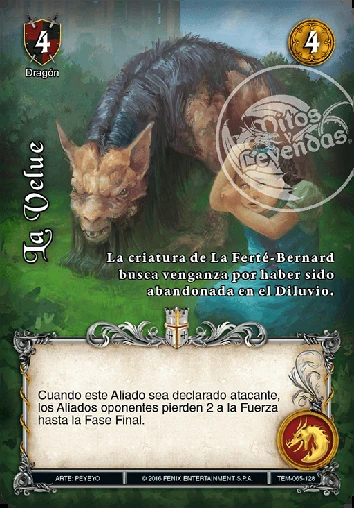 4
4
Dragón
Mitos y
Leyendas
La Velue
La criatura de La Ferté-Bernard
busca venganza por haber sido
abandonada en el Diluvio.
Cuando este Aliado sea declarado atacante,
los Aliados oponentes pierden 2 a la Fuerza
hasta la Fase Final.
ARTE: PEYEYO
© 2016 FENIX ENTERTAINMENT S.P.A.
TEM-065-128